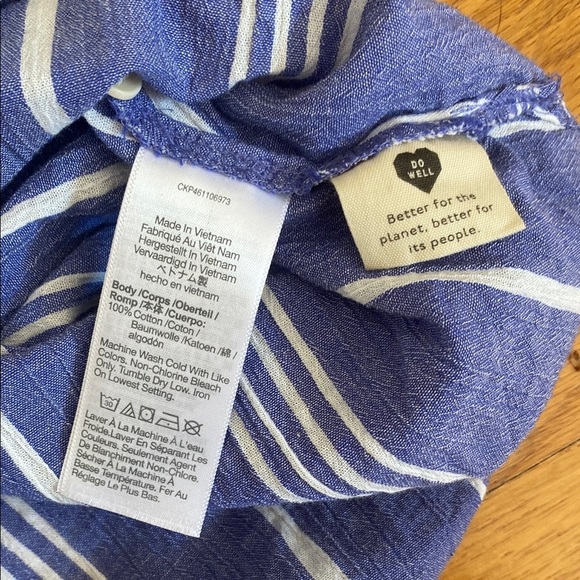 CKP461106973
Made In Vietnam
Fabriqué Au Viêt Nam
Hergestellt In Vietnam
Vervaardigd In Vietnam
ベトナム製
hecho en vietnam
Body /Corps /Oberteil /
Romp /本体 /Cuerpo:
100% Cotton /Coton /
Baumwolle /Katoen /綿 /
algodón
Machine Wash Cold With Like
Colors. Non-Chlorine Bleach
Only. Tumble Dry Low. Iron
On Lowest Setting.
30
Laver À La Machine À L'eau
Froide Laver En Séparant Les
Couleurs. Seulement Agent
De Blanchiment Non-Chlore.
Sécher À La Machine À
Basse Température. Fer Au
Réglage Le Plus Bas.
DO
WELL
Better for the
planet, better for
its people.